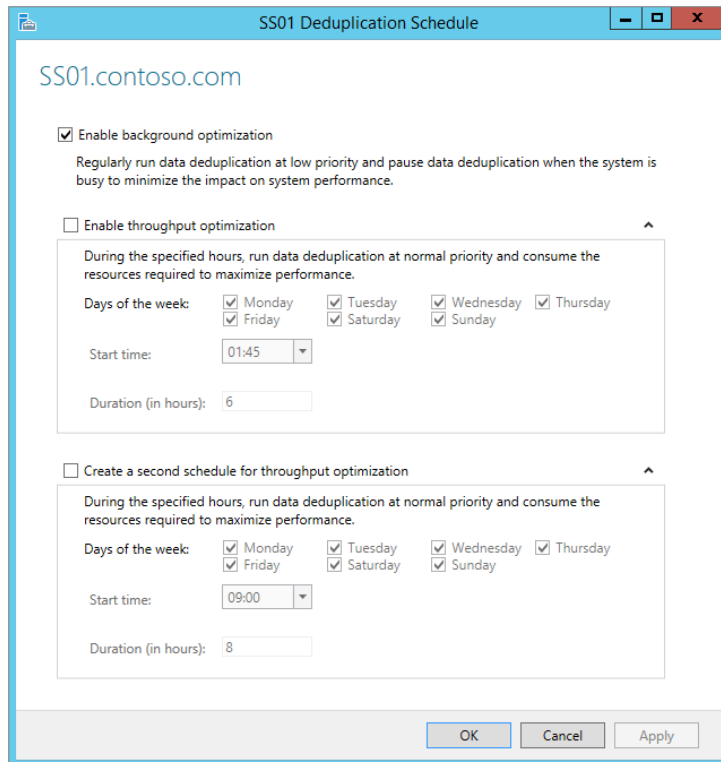 SS01 Deduplication Schedule
SS01.contoso.com
Enable background optimization
Regularly run data deduplication at low priority and pause data deduplication when the system is
busy to minimize the impact on system performance.
Enable throughput optimization
During the specified hours, run data deduplication at normal priority and consume the
resources required to maximize performance.
Days of the week: Monday Tuesday Wednesday Thursday
Friday Saturday Sunday
Start time: 01:45
Duration (in hours): 6
Create a second schedule for throughput optimization
During the specified hours, run data deduplication at normal priority and consume the
resources required to maximize performance.
Days of the week: Monday Tuesday Wednesday Thursday
Friday Saturday Sunday
Start time: 09:00
Duration (in hours): 8
OK Cancel Apply